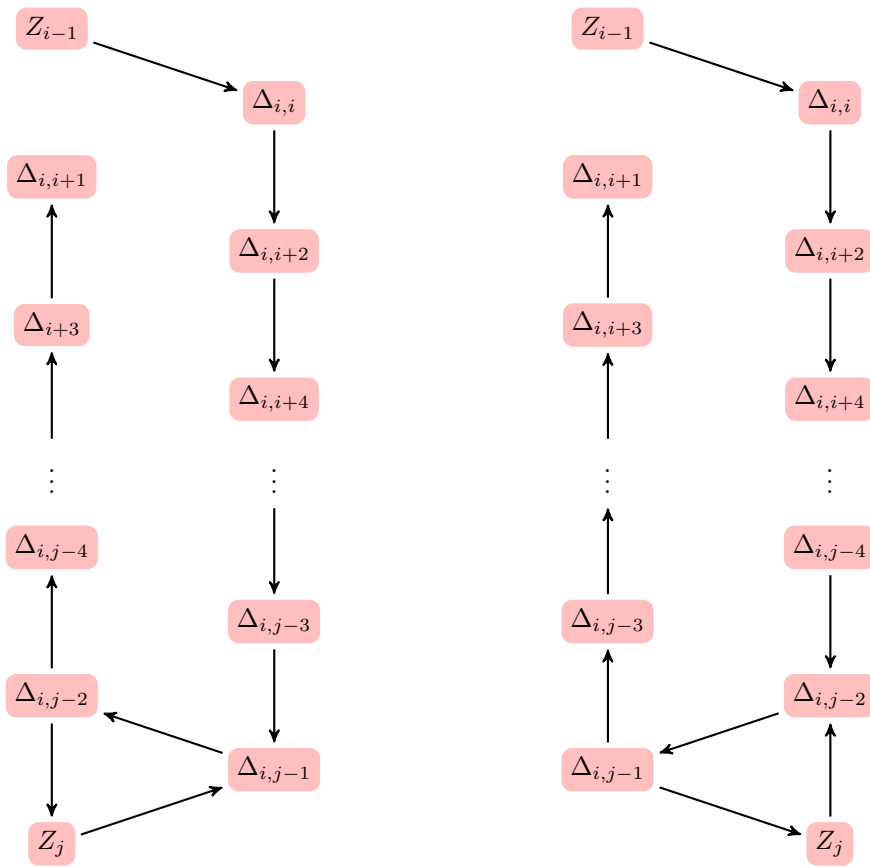 Z_{i−1} Z_{i−1}
Δ_{i,i} Δ_{i,i}
Δ_{i,i+1} Δ_{i,i+1}
Δ_{i,i+2} Δ_{i,i+2}
Δ_{i+3} Δ_{i,i+3}
Δ_{i,i+4} Δ_{i,i+4}
⋮ ⋮ ⋮ ⋮
Δ_{i,j−4} Δ_{i,j−4}
Δ_{i,j−3} Δ_{i,j−3}
Δ_{i,j−2} Δ_{i,j−2}
Δ_{i,j−1} Δ_{i,j−1}
Z_j Z_j